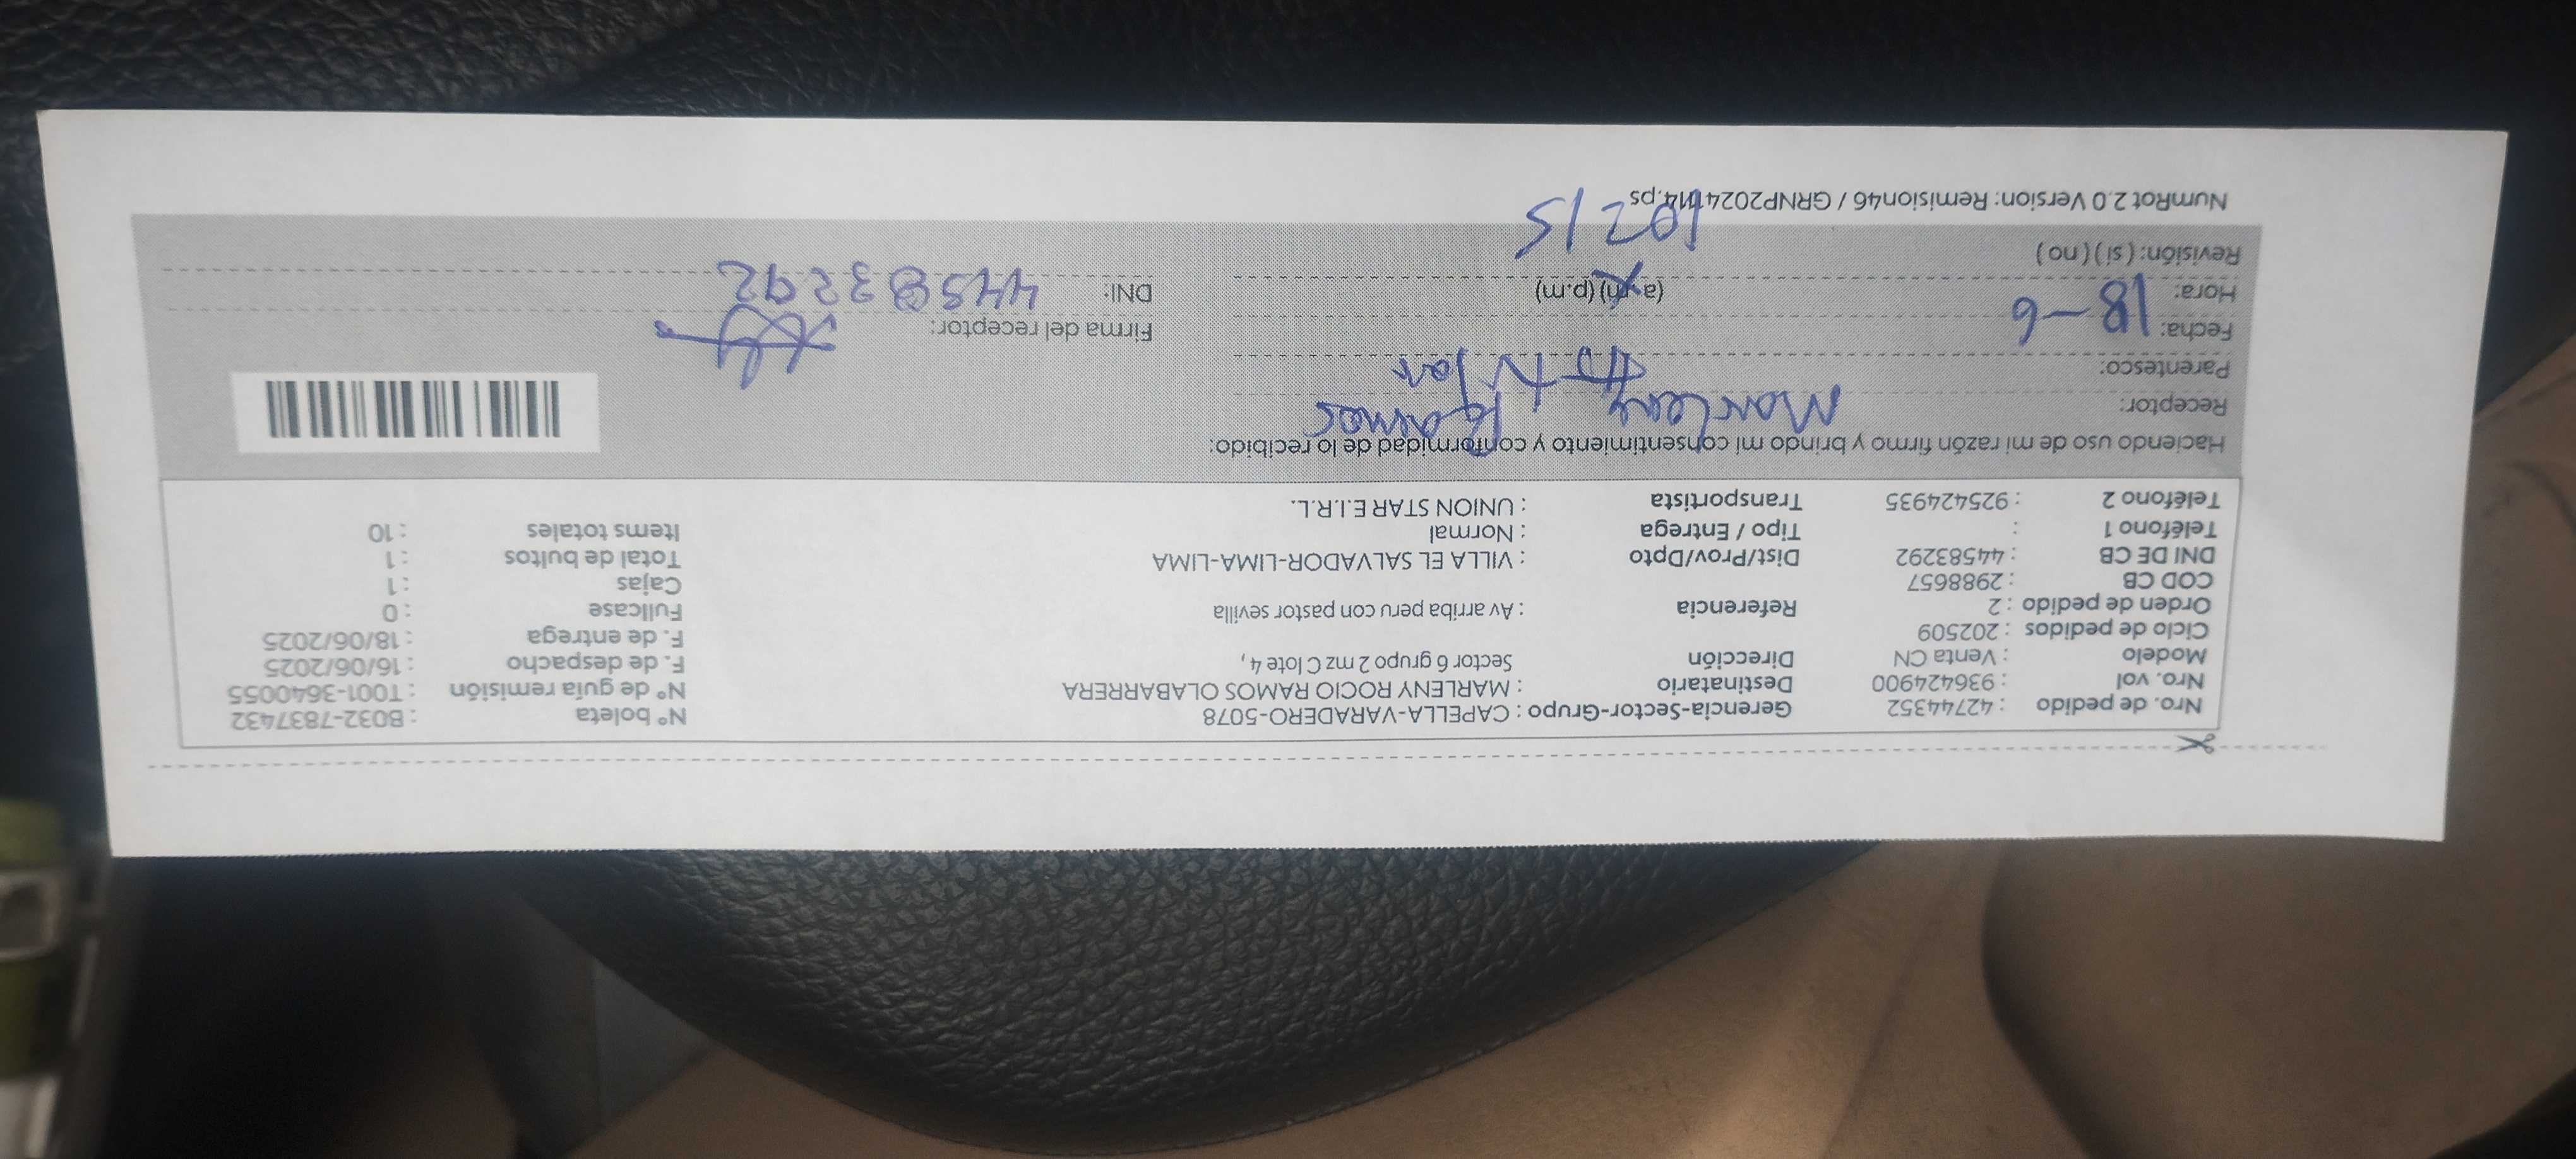 Nro. de pedido : 42744352 Gerencia-Sector-Grupo : CAPELLA-VARADERO-5078 N° boleta : B032-7837432
Nro. vol : 936424900 Destinatario : MARLENY ROCIO RAMOS OLABARRERA N° de guía remisión : T001-3640055
Modelo : Venta CN Dirección Sector 6 grupo 2 mz C lote 4 , F. de despacho : 16/06/2025
Ciclo de pedidos : 202509 F. de entrega : 18/06/2025
Orden de pedido : 2 Referencia : Av arriba peru con pastor sevilla Fullcase : 0
COD CB : 2988657 Cajas : 1
DNI DE CB : 44583292 Dist/Prov/Dpto : VILLA EL SALVADOR-LIMA-LIMA Total de bultos : 1
Teléfono 1 : Tipo / Entrega : Normal Items totales : 10
Teléfono 2 : 925424935 Transportista : UNION STAR E.I.R.L.
Haciendo uso de mi razón firmo y brindo mi consentimiento y conformidad de lo recibido:
Receptor: Marleny Ramos
Parentesco: Titular
Fecha: 18-6 Firma del receptor:
Hora: (a.m) (p.m) DNI: 44583292
Revisión: ( si ) ( no ) 10215
NumRot 2.0 Version: Remision46 / GRNP20241114.ps